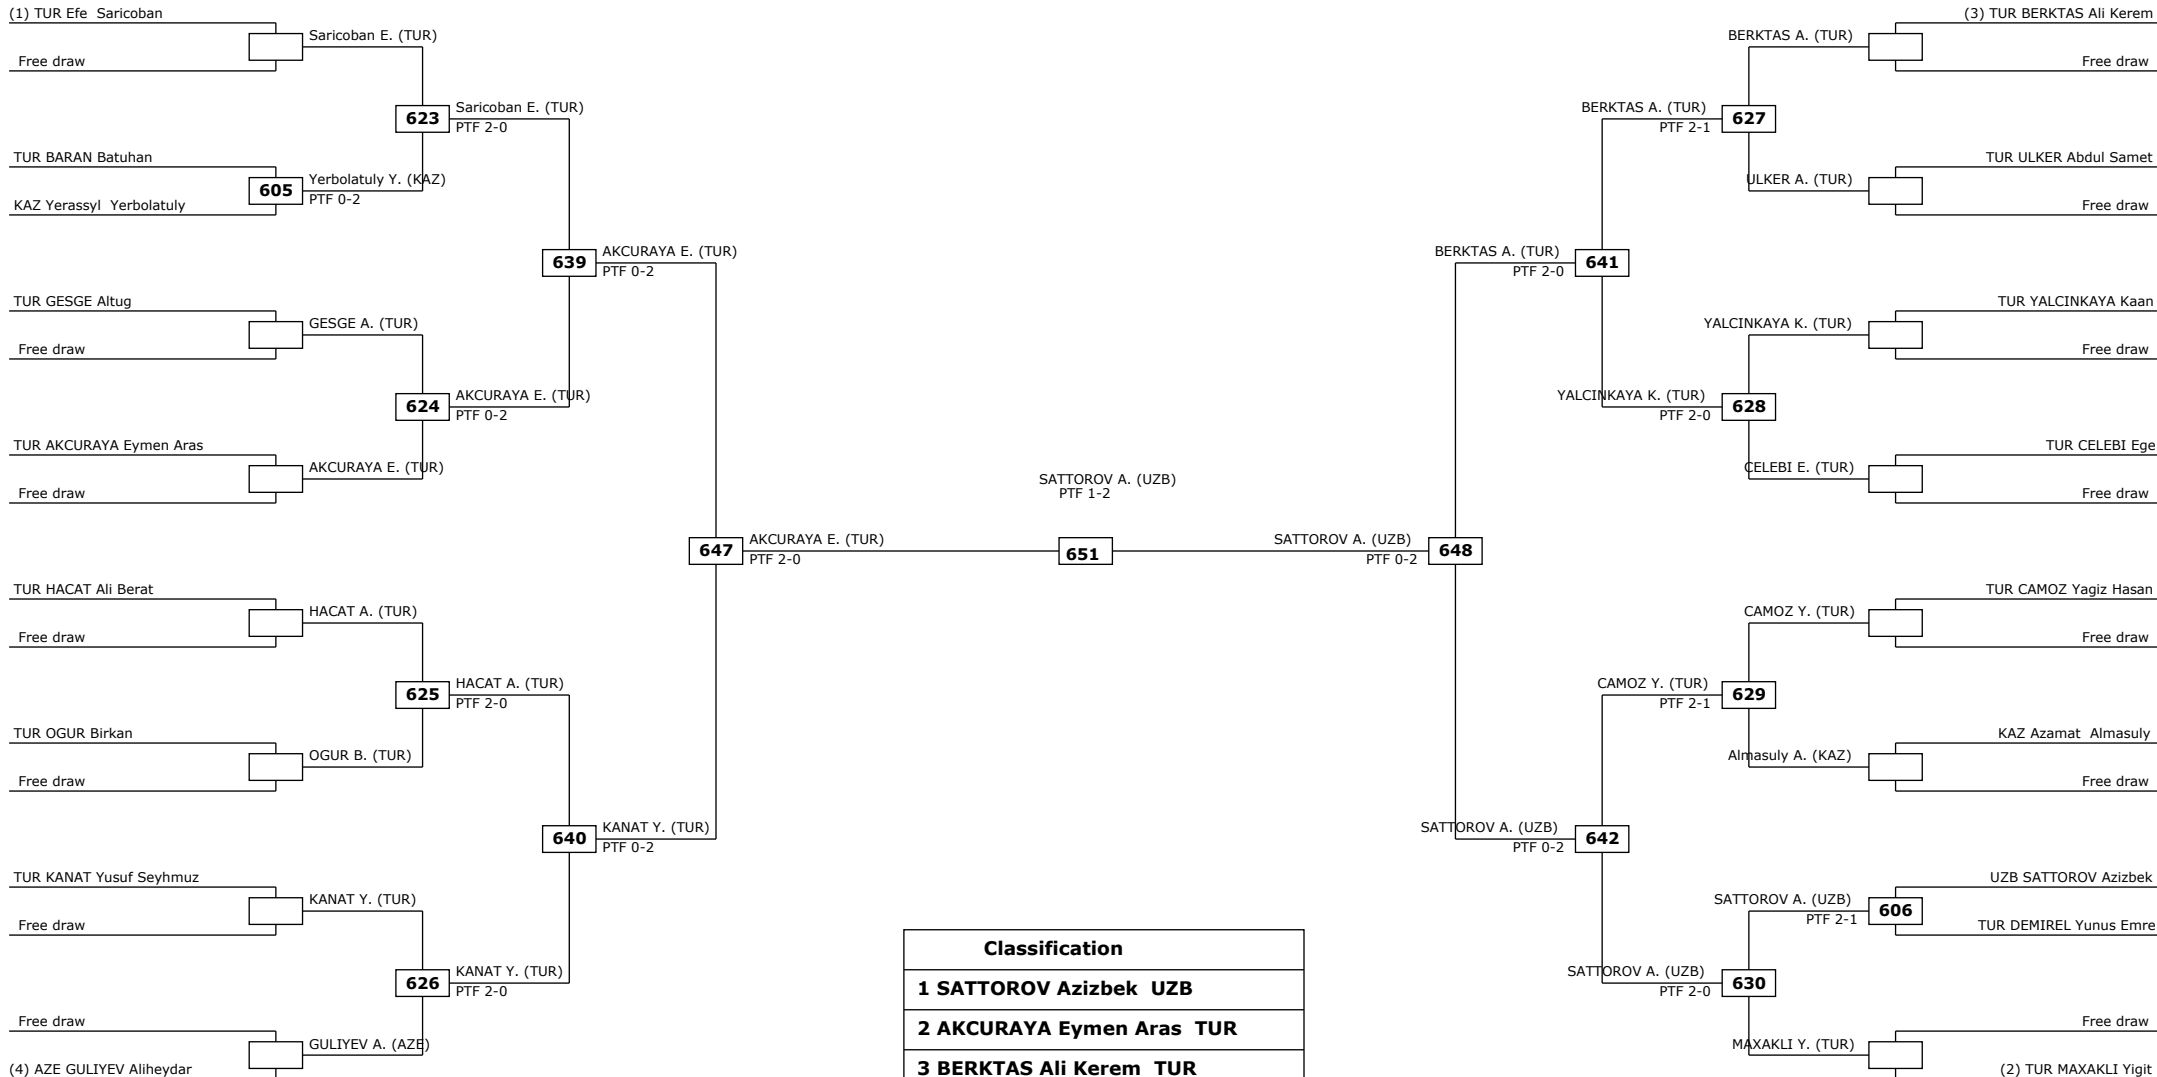 (1) TUR Efe  Saricoban
Free draw
Saricoban E. (TUR)
TUR BARAN Batuhan
KAZ Yerassyl  Yerbolatuly
605
Yerbolatuly Y. (KAZ)
PTF 0-2
623
Saricoban E. (TUR)
PTF 2-0
TUR GESGE Altug
Free draw
GESGE A. (TUR)
TUR AKCURAYA Eymen Aras
Free draw
AKCURAYA E. (TUR)
624
AKCURAYA E. (TUR)
PTF 0-2
639
AKCURAYA E. (TUR)
PTF 0-2
TUR HACAT Ali Berat
Free draw
HACAT A. (TUR)
TUR OGUR Birkan
Free draw
OGUR B. (TUR)
625
HACAT A. (TUR)
PTF 2-0
TUR KANAT Yusuf Seyhmuz
Free draw
KANAT Y. (TUR)
Free draw
(4) AZE GULIYEV Aliheydar
GULIYEV A. (AZE)
626
KANAT Y. (TUR)
PTF 2-0
640
KANAT Y. (TUR)
PTF 0-2
647
AKCURAYA E. (TUR)
PTF 2-0
SATTOROV A. (UZB)
PTF 1-2
651
SATTOROV A. (UZB)
PTF 0-2
648
BERKTAS A. (TUR)
PTF 2-0
641
BERKTAS A. (TUR)
PTF 2-1
627
BERKTAS A. (TUR)
(3) TUR BERKTAS Ali Kerem
Free draw
ULKER A. (TUR)
TUR ULKER Abdul Samet
Free draw
YALCINKAYA K. (TUR)
PTF 2-0
628
YALCINKAYA K. (TUR)
TUR YALCINKAYA Kaan
Free draw
CELEBI E. (TUR)
TUR CELEBI Ege
Free draw
SATTOROV A. (UZB)
PTF 0-2
642
CAMOZ Y. (TUR)
PTF 2-1
629
CAMOZ Y. (TUR)
TUR CAMOZ Yagiz Hasan
Free draw
Almasuly A. (KAZ)
KAZ Azamat  Almasuly
Free draw
SATTOROV A. (UZB)
PTF 2-0
630
SATTOROV A. (UZB)
PTF 2-1
606
UZB SATTOROV Azizbek
TUR DEMIREL Yunus Emre
MAXAKLI Y. (TUR)
Free draw
(2) TUR MAXAKLI Yigit
Classification
1 SATTOROV Azizbek  UZB
2 AKCURAYA Eymen Aras  TUR
3 BERKTAS Ali Kerem  TUR